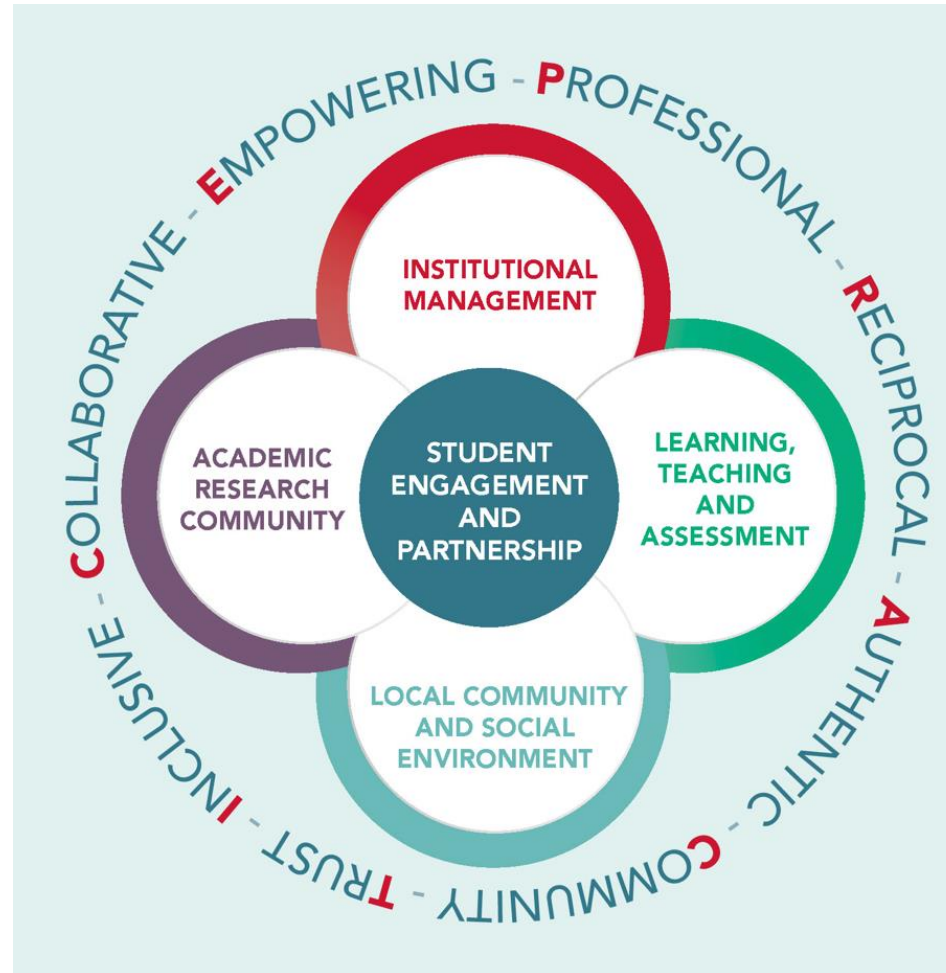 EMPOWERING - PROFESSIONAL - RECIPROCAL - AUTHENTIC - COMMUNITY - TRUST - INCLUSIVE - COLLABORATIVE -
INSTITUTIONAL
MANAGEMENT
ACADEMIC
RESEARCH
COMMUNITY
STUDENT
ENGAGEMENT
AND
PARTNERSHIP
LEARNING,
TEACHING
AND
ASSESSMENT
LOCAL COMMUNITY
AND SOCIAL
ENVIRONMENT